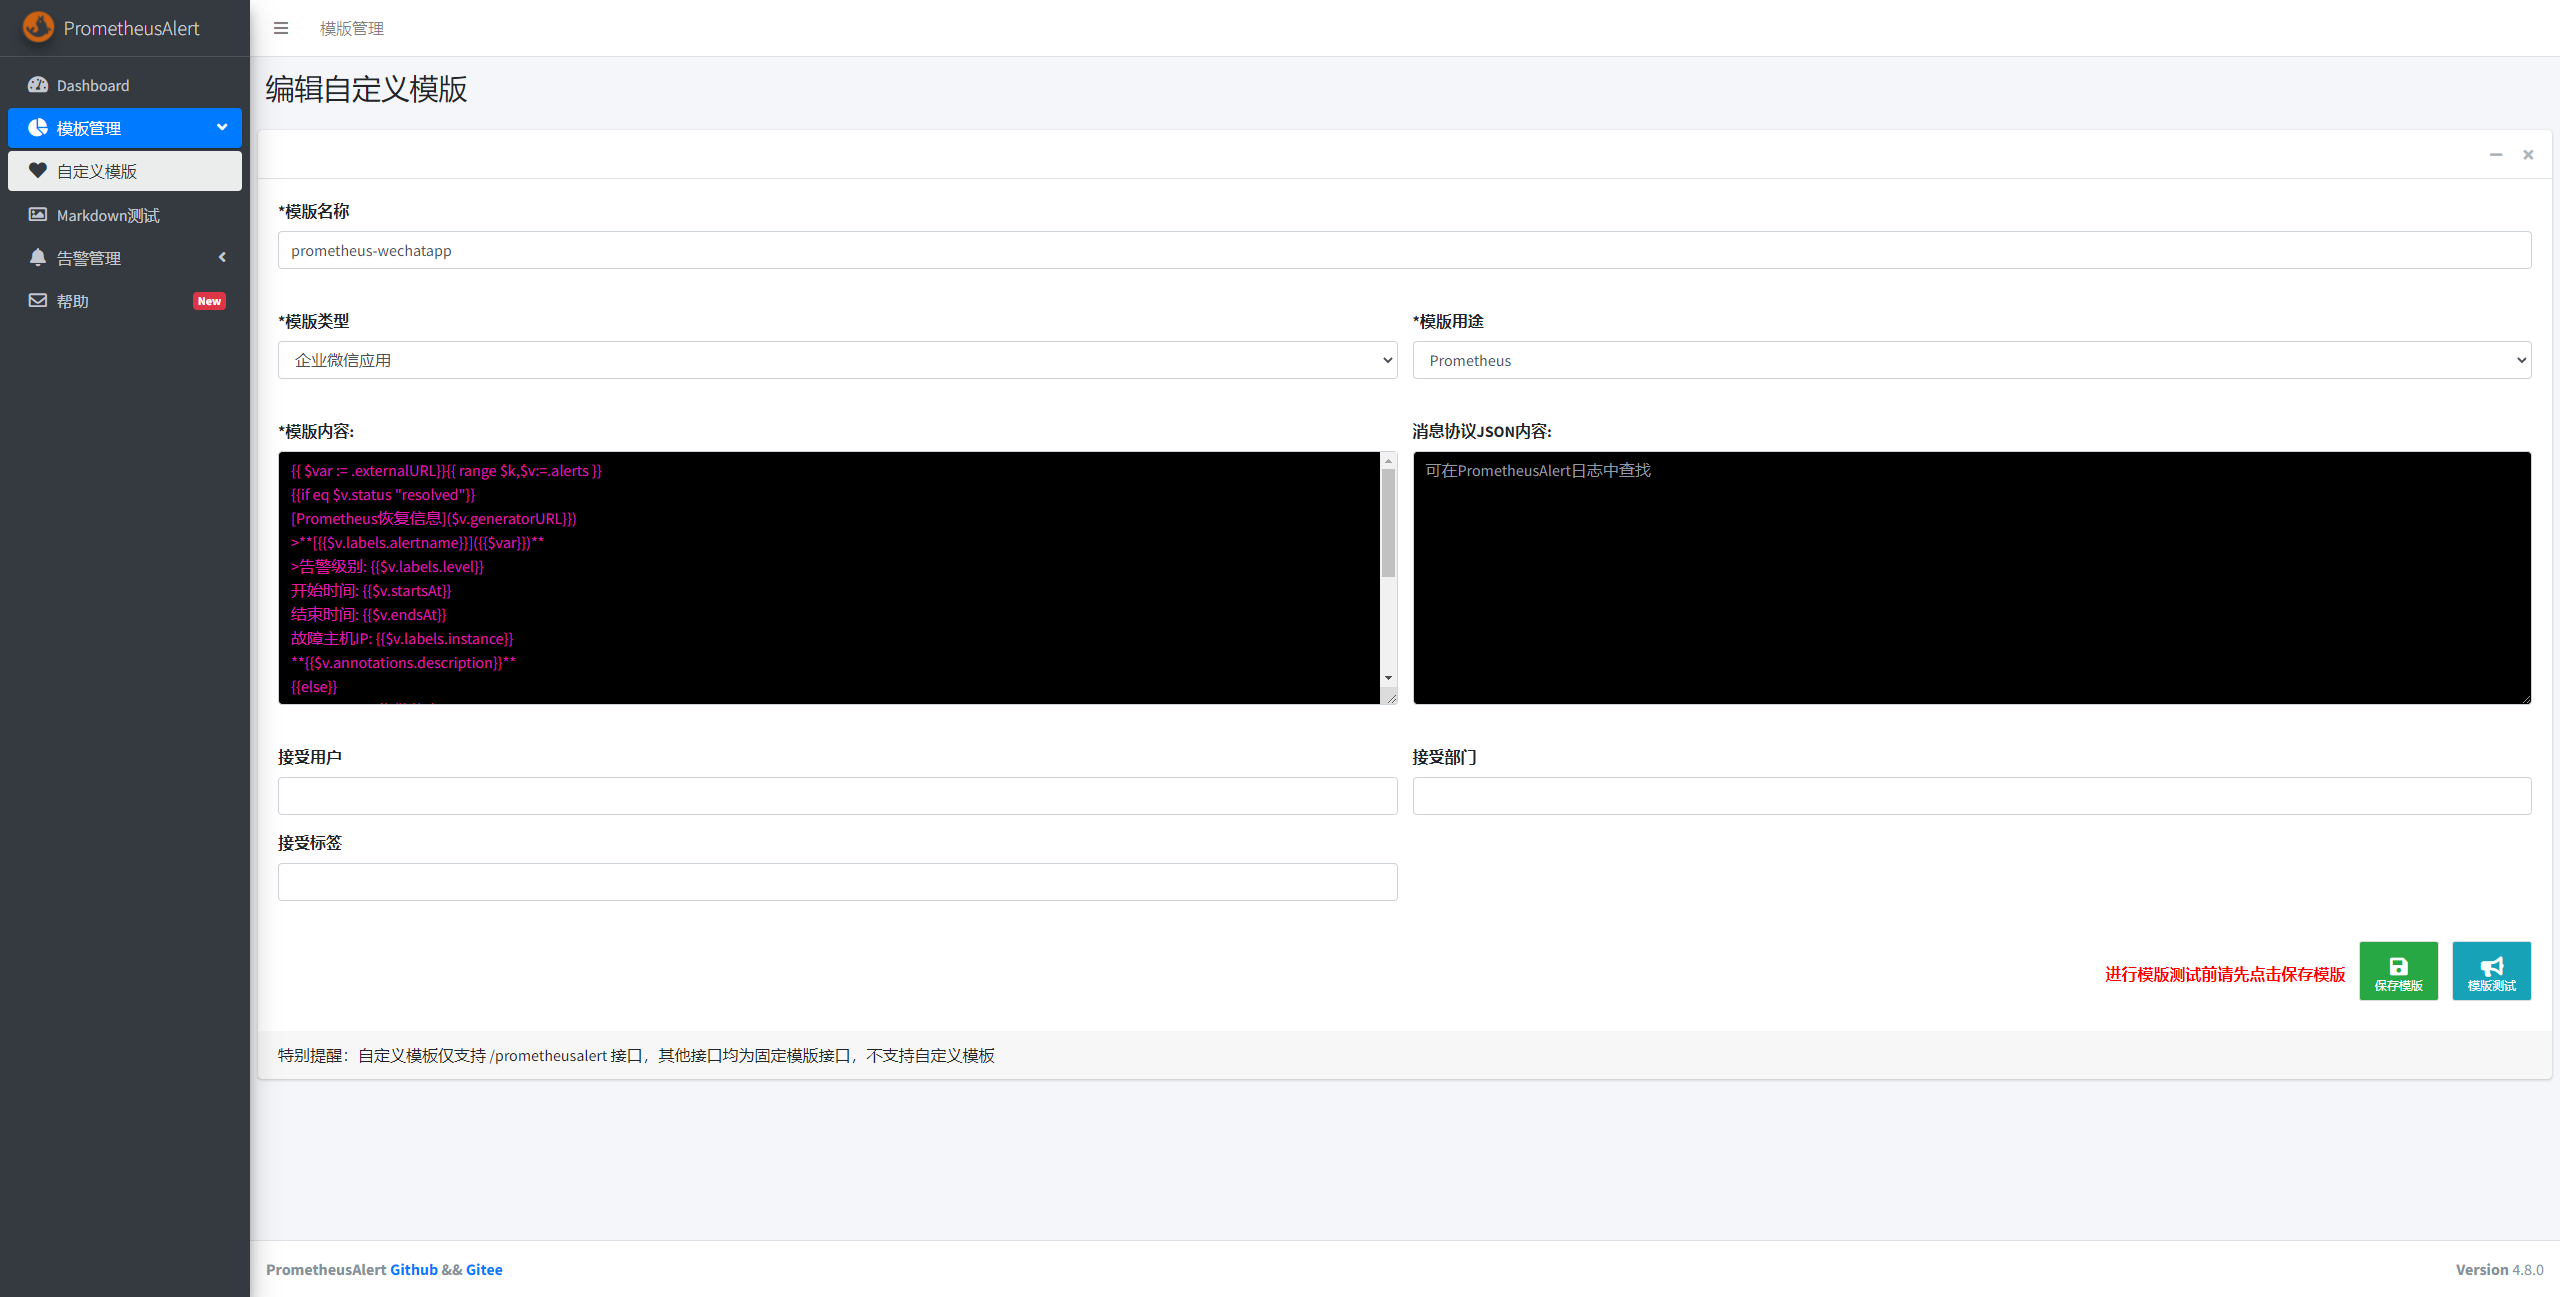 PrometheusAlert
模版管理
Dashboard
模板管理
自定义模版
Markdown测试
告警管理
帮助
New
编辑自定义模版
*模版名称
prometheus-wechatapp
*模版类型
*模版用途
企业微信应用
Prometheus
*模版内容:
消息协议JSON内容:
{{ $var := .externalURL}}{{ range $k,$v:=.alerts }}
{{if eq $v.status "resolved"}}
[Prometheus恢复信息]($v.generatorURL}})
>**[{{$v.labels.alertname}}]({{$var}})**
>告警级别: {{$v.labels.level}}
开始时间: {{$v.startsAt}}
结束时间: {{$v.endsAt}}
故障主机IP: {{$v.labels.instance}}
**{{$v.annotations.description}}**
{{else}}
可在PrometheusAlert日志中查找
接受用户
接受部门
接受标签
进行模版测试前请先点击保存模版
保存模版
模版测试
特别提醒：自定义模板仅支持 /prometheusalert 接口，其他接口均为固定模版接口，不支持自定义模板
PrometheusAlert Github && Gitee
Version 4.8.0